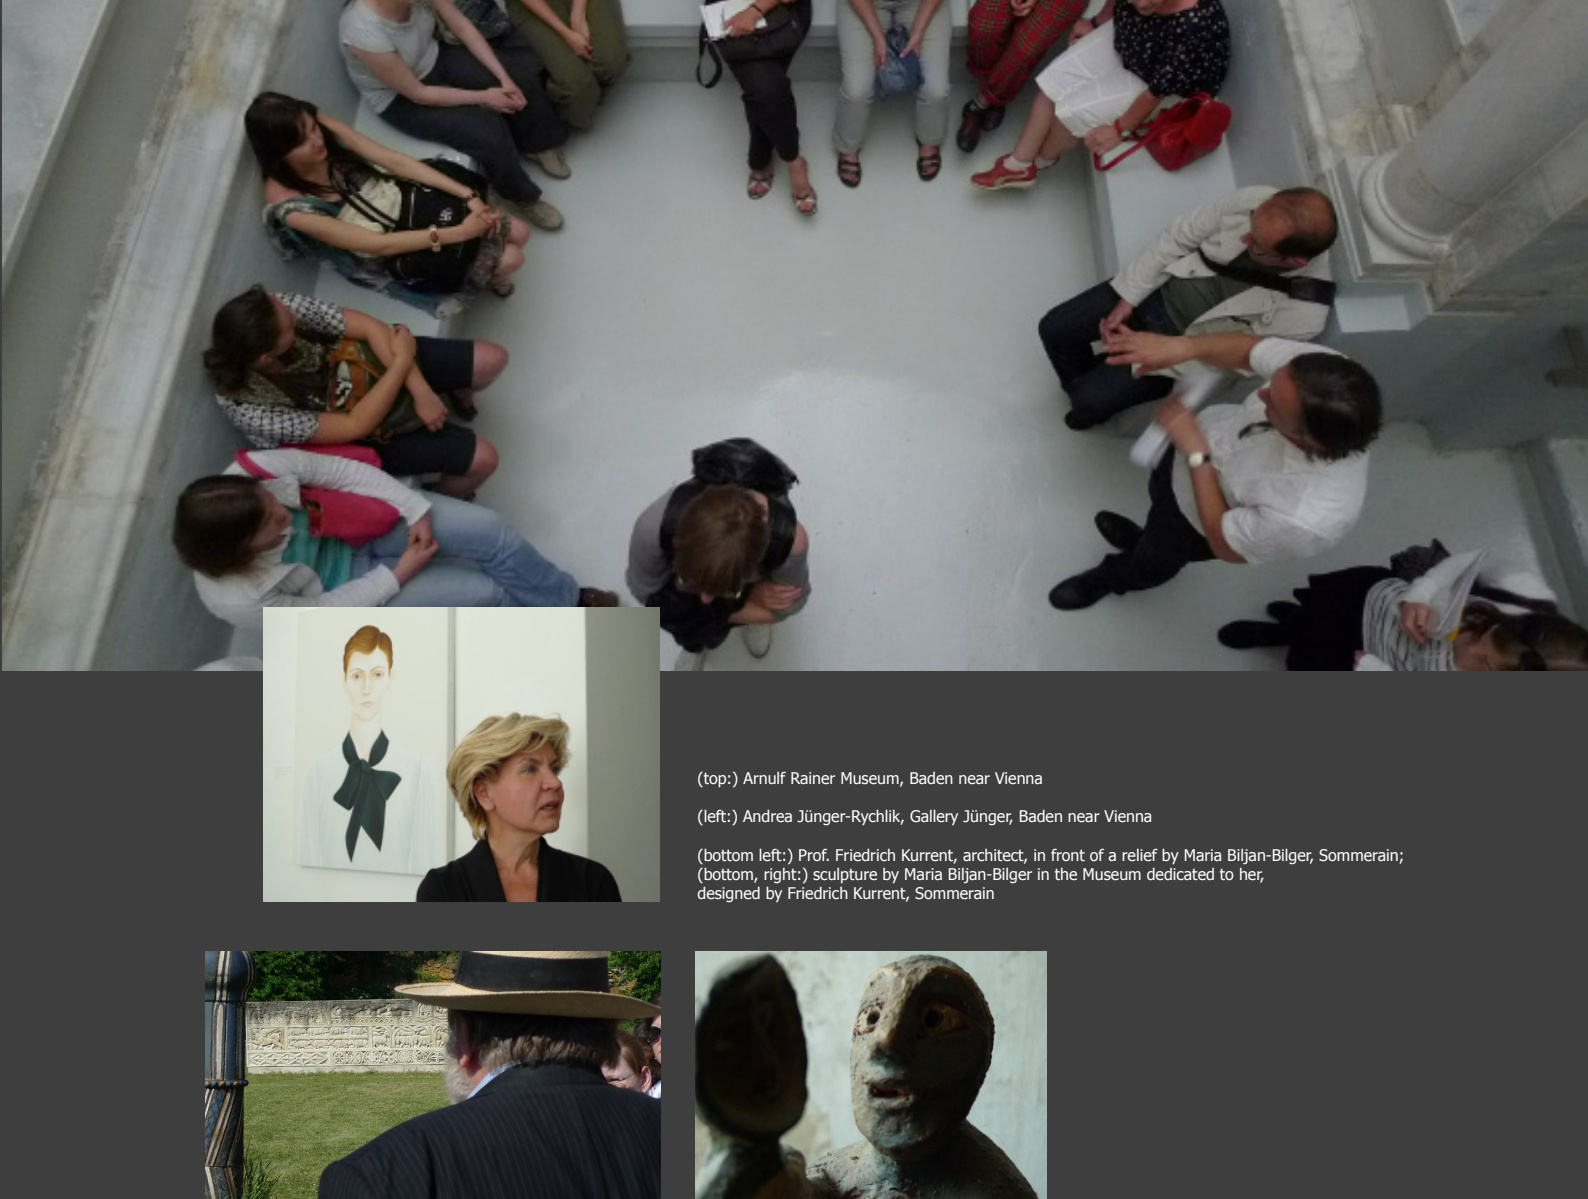 (top:) Arnulf Rainer Museum, Baden near Vienna
(left:) Andrea Jünger-Rychlik, Gallery Jünger, Baden near Vienna
(bottom left:) Prof. Friedrich Kurrent, architect, in front of a relief by Maria Biljan-Bilger, Sommerain;
(bottom, right:) sculpture by Maria Biljan-Bilger in the Museum dedicated to her,
designed by Friedrich Kurrent, Sommerain